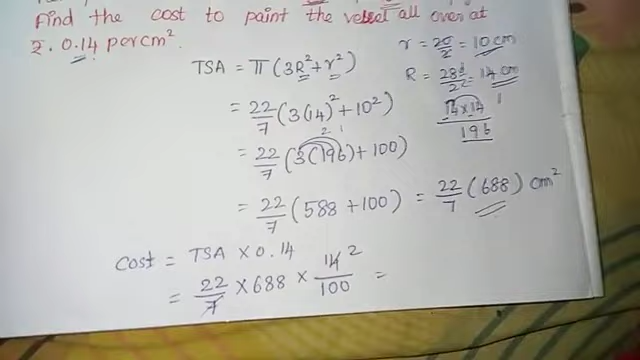 Find the cost to paint the vessel all over at
₹. 0.14 per cm²
r = 20/2 = 10 cm
TSA = π(3R²+r²)
R = 28/2 = 14 cm
= 22/7 (3(14)²+10²)
14×14
196
= 22/7 (3(196)+100)
= 22/7 (588+100) = 22/7 (688) cm²
Cost = TSA × 0.14
= 22/7 × 688 × 14/100 =
2